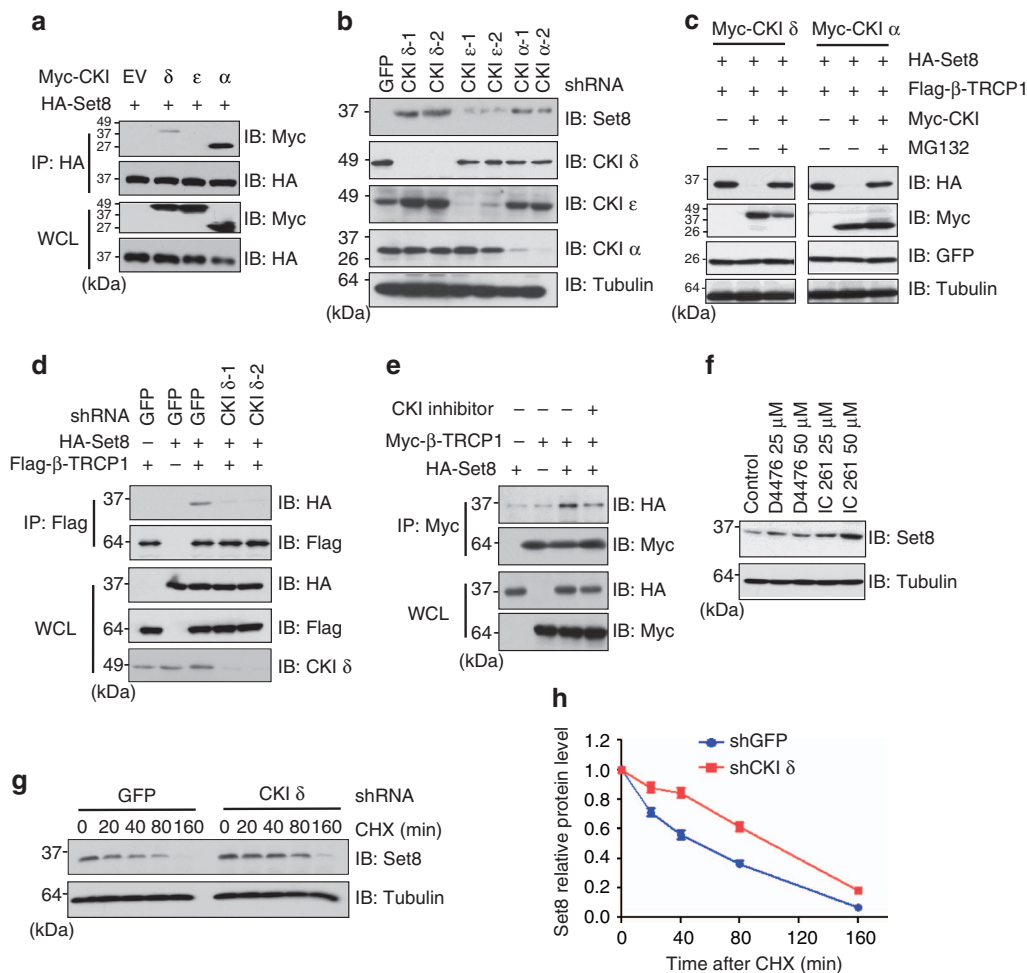 a
Myc-CKI EV δ ε α
HA-Set8 + + + +
IP: HA
49
37
27
IB: Myc
37
IB: HA
WCL
49
37
27
IB: Myc
37
IB: HA
(kDa)
b
GFP
CKI δ-1
CKI δ-2
CKI ε-1
CKI ε-2
CKI α-1
CKI α-2
shRNA
37
IB: Set8
49
IB: CKI δ
49
37
IB: CKI ε
37
26
IB: CKI α
64
IB: Tubulin
(kDa)
c
Myc-CKI δ Myc-CKI α
+ + + + + + HA-Set8
+ + + + + + Flag-β-TRCP1
– + + – + + Myc-CKI
– – + – – + MG132
37
IB: HA
49
37
26
IB: Myc
26
IB: GFP
64
IB: Tubulin
(kDa)
d
shRNA
GFP
GFP
GFP
CKI δ-1
CKI δ-2
HA-Set8 – + + + +
Flag-β-TRCP1 + – + + +
IP: Flag
37
IB: HA
64
IB: Flag
WCL
37
IB: HA
64
IB: Flag
49
IB: CKI δ
(kDa)
e
CKI inhibitor – – – +
Myc-β-TRCP1 – + + +
HA-Set8 + – + +
IP: Myc
37
IB: HA
64
IB: Myc
WCL
37
IB: HA
64
IB: Myc
(kDa)
f
Control
D4476 25 μM
D4476 50 μM
IC 261 25 μM
IC 261 50 μM
37
IB: Set8
64
IB: Tubulin
(kDa)
g
GFP CKI δ shRNA
0 20 40 80 160 0 20 40 80 160 CHX (min)
37
IB: Set8
64
IB: Tubulin
(kDa)
h
shGFP
shCKI δ
Set8 relative protein level
1.2
1.0
0.8
0.6
0.4
0.2
0.0
0 40 80 120 160
Time after CHX (min)